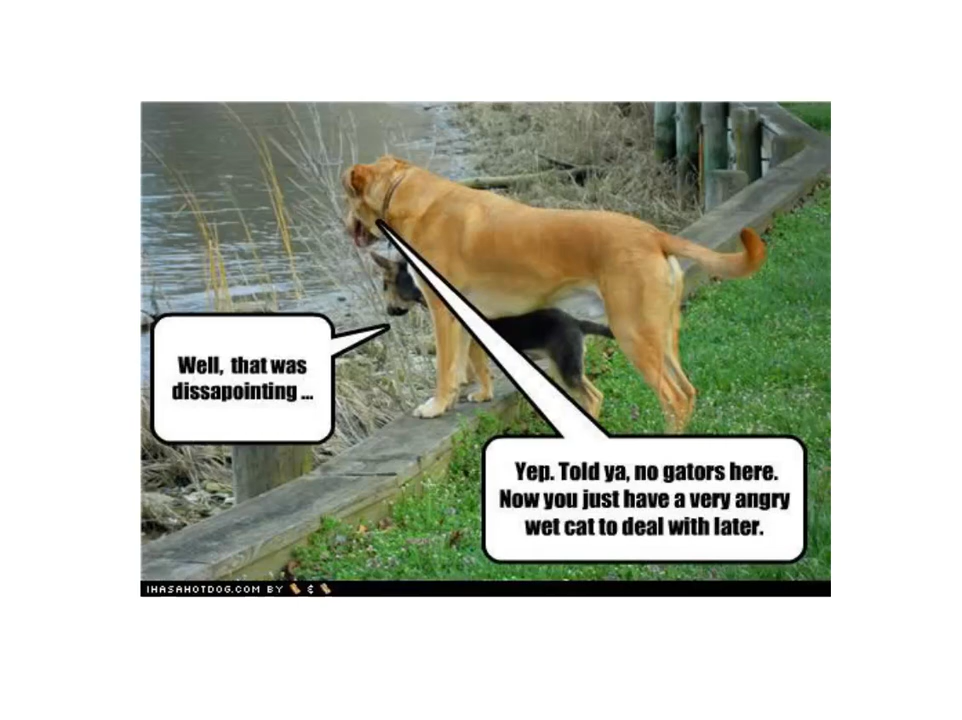 Well, that was
dissapointing ...
Yep. Told ya, no gators here.
Now you just have a very angry
wet cat to deal with later.
IHASAHOTDOG.COM BY &